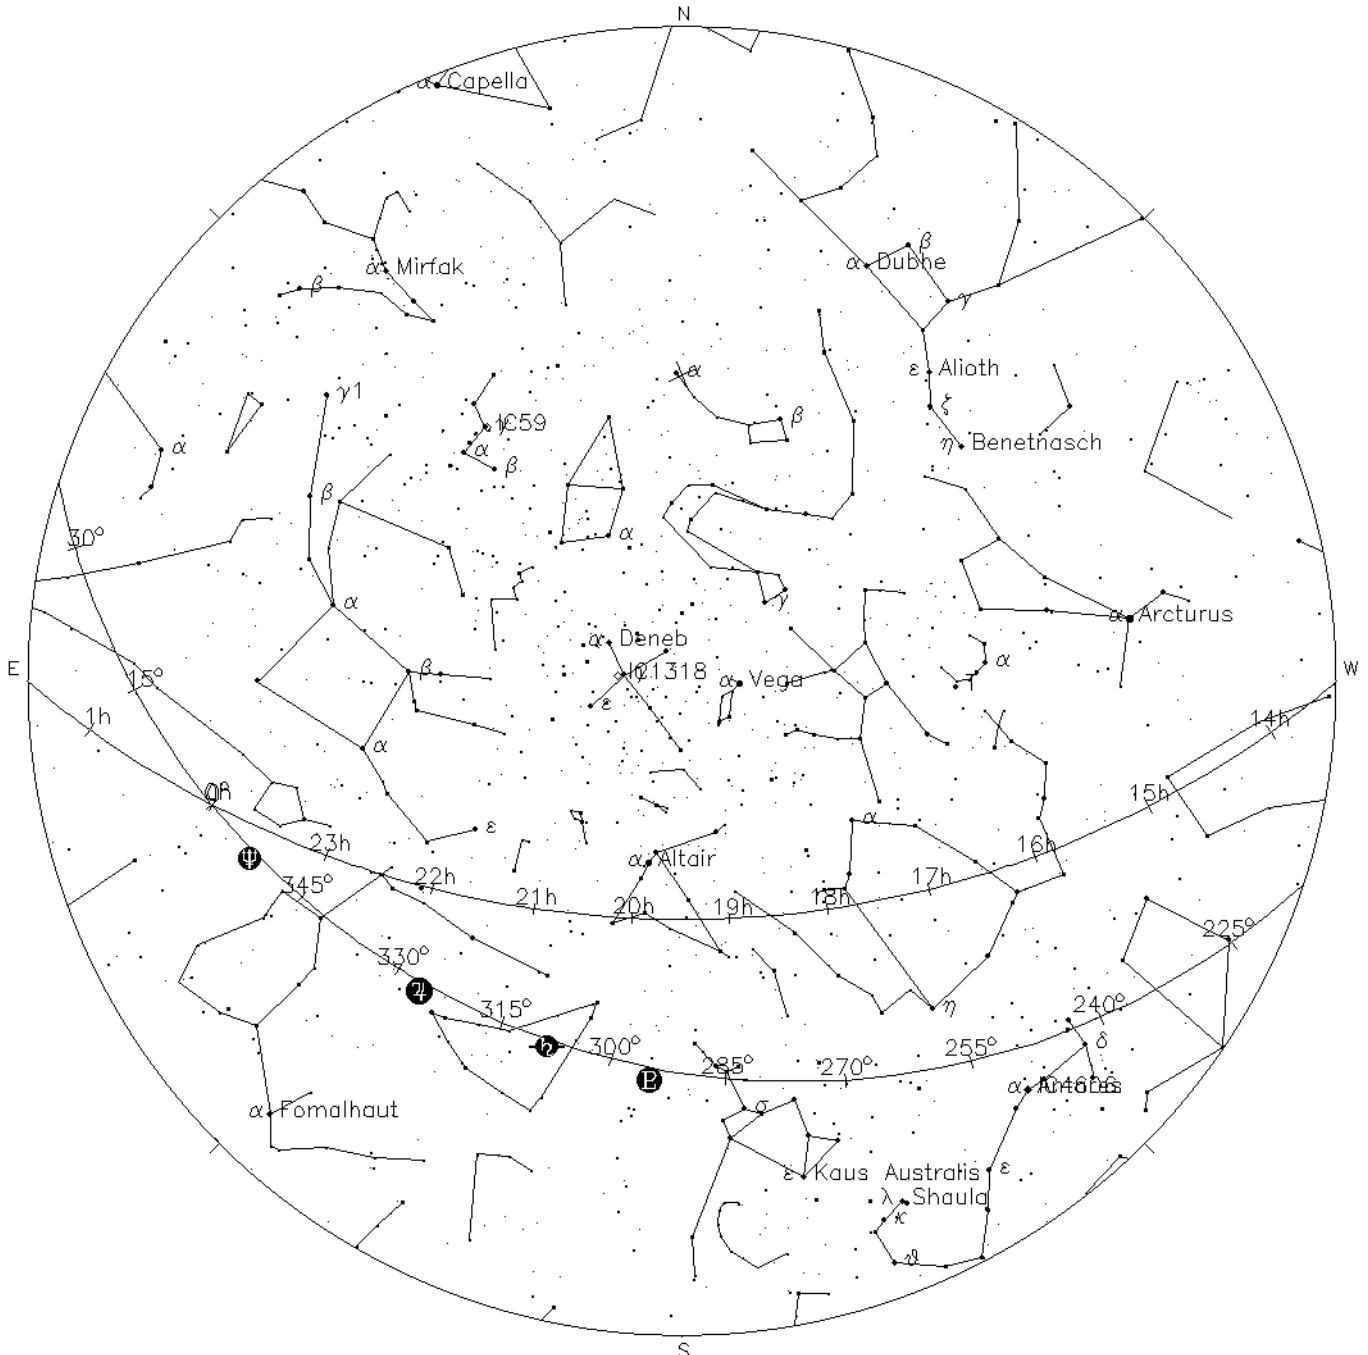 N
α Capella
α Mirfak
β
α Dubhe
β
γ
ε Alioth
ζ
η Benetnasch
γ1
α
α
β
IC59
α
β
β
α
α
γ
30°
α
α Arcturus
α Deneb
E
W
β
IC1318
α Vega
α
ε
15°
1h
14h
α
0h
15h
ε
α
16h
23h
α Altair
345°
22h
21h
20h
19h
18h
17h
225°
330°
315°
η
240°
300°
285°
270°
255°
δ
α Antares
σ
α Fomalhaut
ε Kaus Australis
ε
λ Shaula
κ
ϑ
S